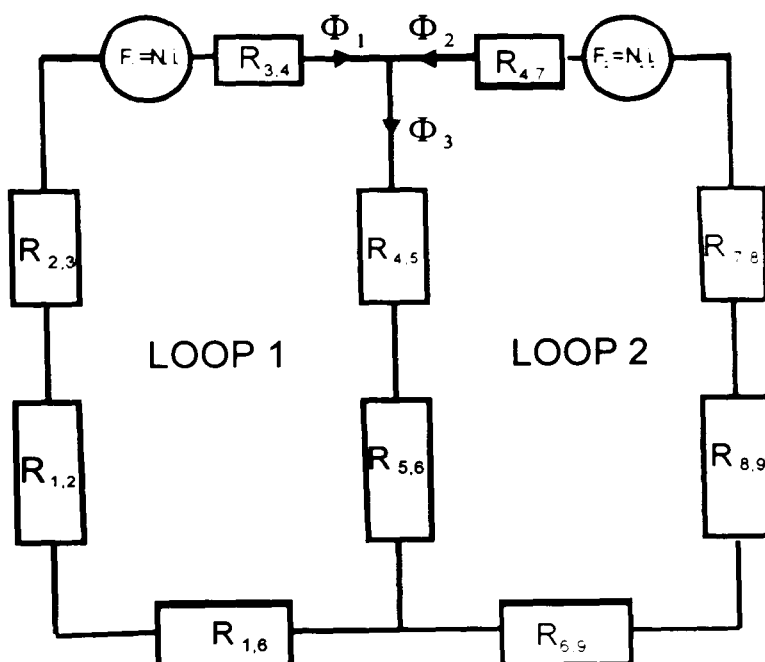 Φ₁ Φ₂
R₃,₄ R₄,₇
Φ₃
R₂,₃ R₄,₅ R₇,₈
LOOP 1 LOOP 2
R₁,₂ R₅,₆ R₈,₉
R₁,₆ R₆,₉